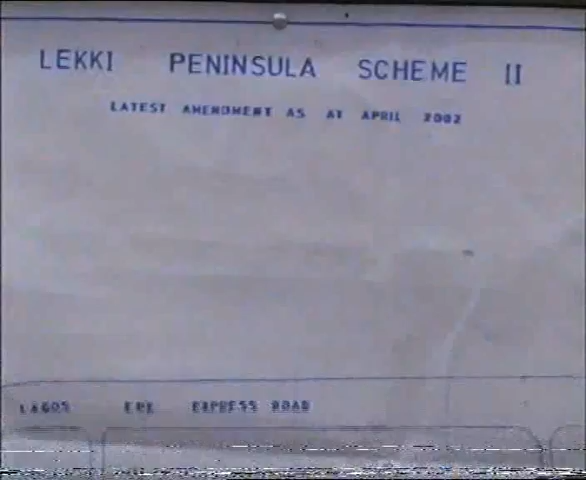 LEKKI PENINSULA SCHEME II
LATEST AMENDMENT AS AT APRIL 2002
LAGOS EPE EXPRESS ROAD